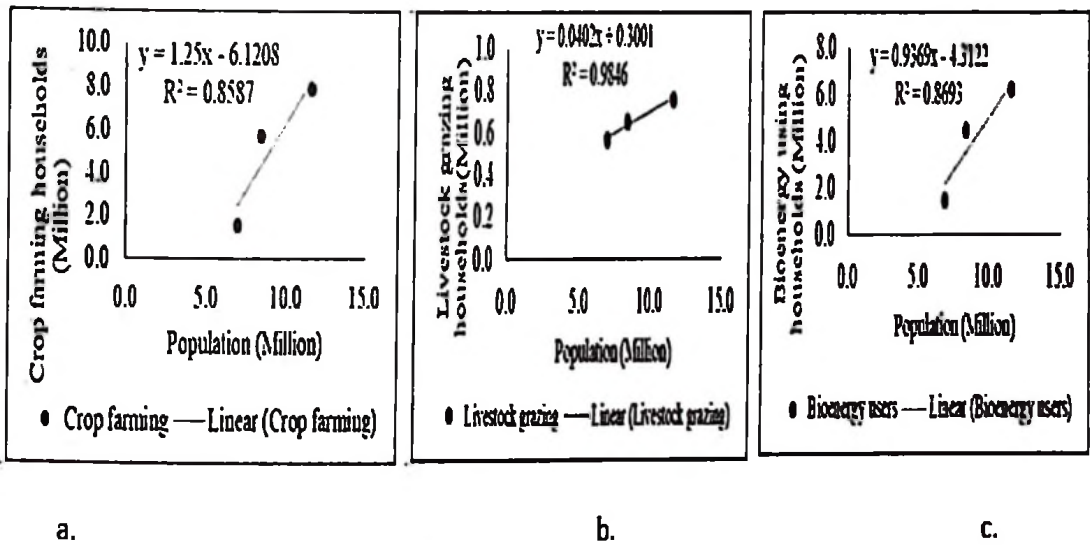 Crop farming households
(Million)
10.0
8.0
6.0
4.0
2.0
0.0
y = 1.25x - 6.1208
R² = 0.8587
0.0 5.0 10.0 15.0
Population (Million)
Crop farming Linear (Crop farming)
Livestock grazing
households(Million)
1.0
0.8
0.6
0.4
0.2
0.0
y = 0.0402x + 0.3001
R² = 0.9846
0.0 5.0 10.0 15.0
Population (Million)
Livestock grazing Linear (Livestock grazing)
Bioenergy using
households (Million)
8.0
6.0
4.0
2.0
0.0
y = 0.9369x - 4.3122
R² = 0.8693
0.0 5.0 10.0 15.0
Population (Million)
Bioenergy users Linear (Bioenergy users)
a. b. c.